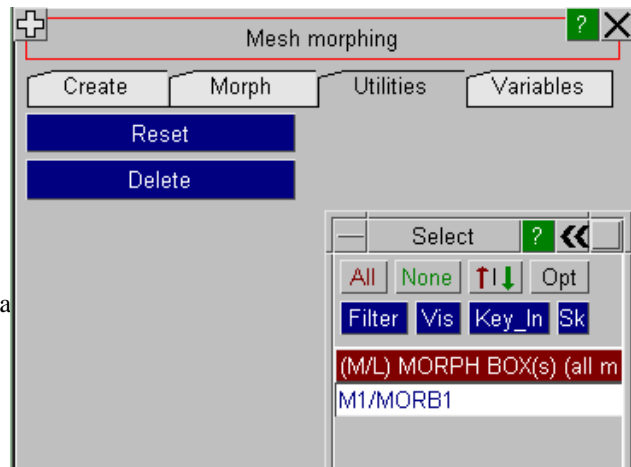 Mesh morphing
?
Create Morph Utilities Variables
Reset
Delete
Select ?
All None Opt
a
Filter Vis Key_In Sk
(M/L) MORPH BOX(s) (all m
M1/MORB1